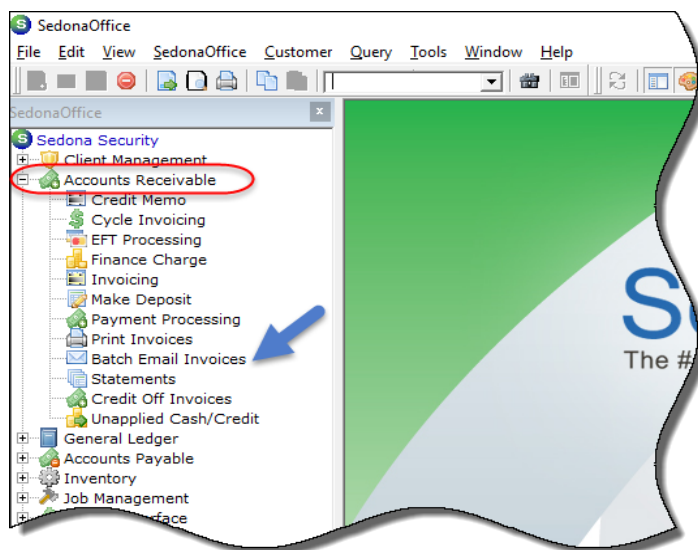 SedonaOffice
File Edit View SedonaOffice Customer Query Tools Window Help
SedonaOffice x
Sedona Security
Client Management
Accounts Receivable
Credit Memo
Cycle Invoicing
EFT Processing
Finance Charge
Invoicing
Make Deposit
Payment Processing
Print Invoices
Batch Email Invoices
Statements
Credit Off Invoices
Unapplied Cash/Credit
General Ledger
Accounts Payable
Inventory
Job Management
The #